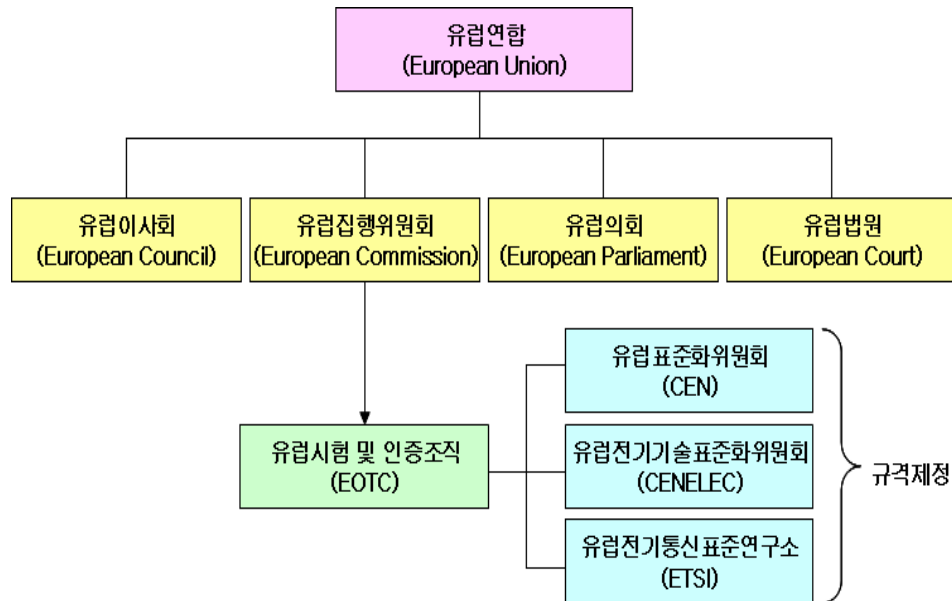 유럽연합
(European Union)
유럽이사회
(European Council)
유럽집행위원회
(European Commission)
유럽의회
(European Parliament)
유럽법원
(European Court)
유럽표준화위원회
(CEN)
유럽시험 및 인증조직
(EOTC)
유럽전기기술표준화위원회
(CENELEC)
규격제정
유럽전기통신표준연구소
(ETSI)